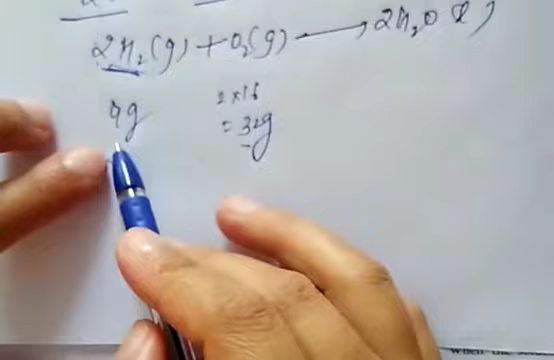 2H₂(g) + O₂(g) ⟶ 2H₂O(l)
4g
2×16
= 32g